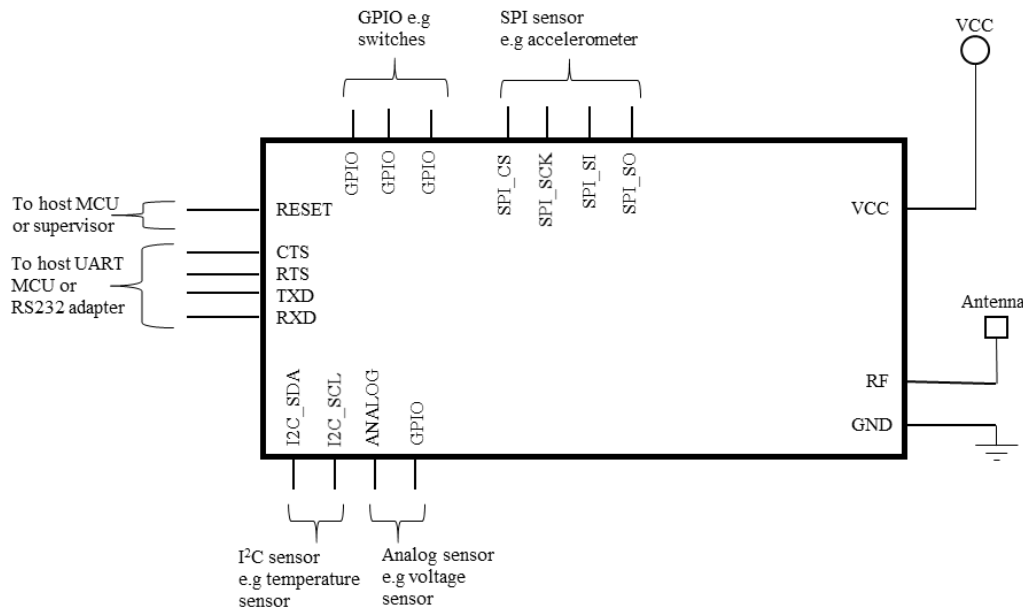 GPIO e.g
switches
SPI sensor
e.g accelerometer
VCC
GPIO
GPIO
GPIO
SPI_CS
SPI_SCK
SPI_SI
SPI_SO
To host MCU
or supervisor
RESET
VCC
To host UART
MCU or
RS232 adapter
CTS
RTS
TXD
RXD
Antenna
RF
GND
I2C_SDA
I2C_SCL
ANALOG
GPIO
I²C sensor
e.g temperature
sensor
Analog sensor
e.g voltage
sensor